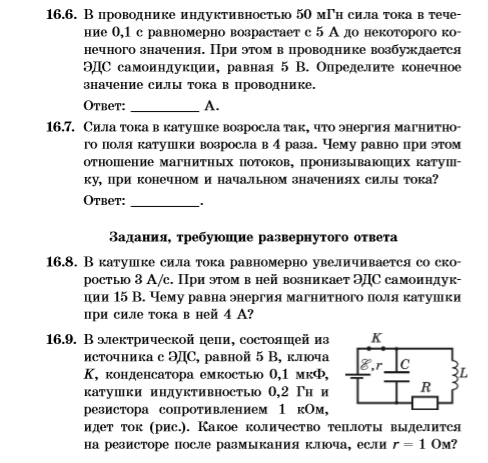 16.6. В проводнике индуктивностью 50 мГн сила тока в тече-
ние 0,1 с равномерно возрастает с 5 А до некоторого ко-
нечного значения. При этом в проводнике возбуждается
ЭДС самоиндукции, равная 5 В. Определите конечное
значение силы тока в проводнике.
Ответ: __________ А.
16.7. Сила тока в катушке возросла так, что энергия магнитно-
го поля катушки возросла в 4 раза. Чему равно при этом
отношение магнитных потоков, пронизывающих катуш-
ку, при конечном и начальном значениях силы тока?
Ответ: __________.
Задания, требующие развернутого ответа
16.8. В катушке сила тока равномерно увеличивается со ско-
ростью 3 А/с. При этом в ней возникает ЭДС самоиндук-
ции 15 В. Чему равна энергия магнитного поля катушки
при силе тока в ней 4 А?
16.9. В электрической цепи, состоящей из
источника с ЭДС, равной 5 В, ключа
K, конденсатора емкостью 0,1 мкФ,
катушки индуктивностью 0,2 Гн и
резистора сопротивлением 1 кОм,
идет ток (рис.). Какое количество теплоты выделится
на резисторе после размыкания ключа, если r = 1 Ом?
K
ℰ, r
C
L
R